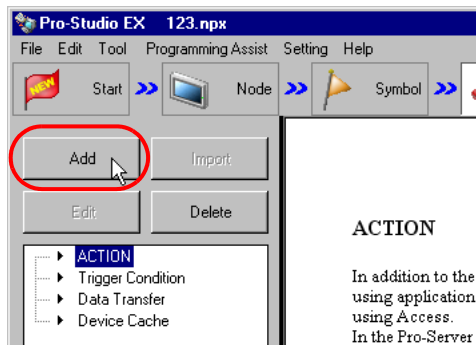 Pro-Studio EX 123.npx
File Edit Tool Programming Assist Setting Help
NEW Start Node Symbol
Add Import
Edit Delete
ACTION
Trigger Condition
Data Transfer
Device Cache
ACTION
In addition to the
using application
using Access.
In the Pro-Server